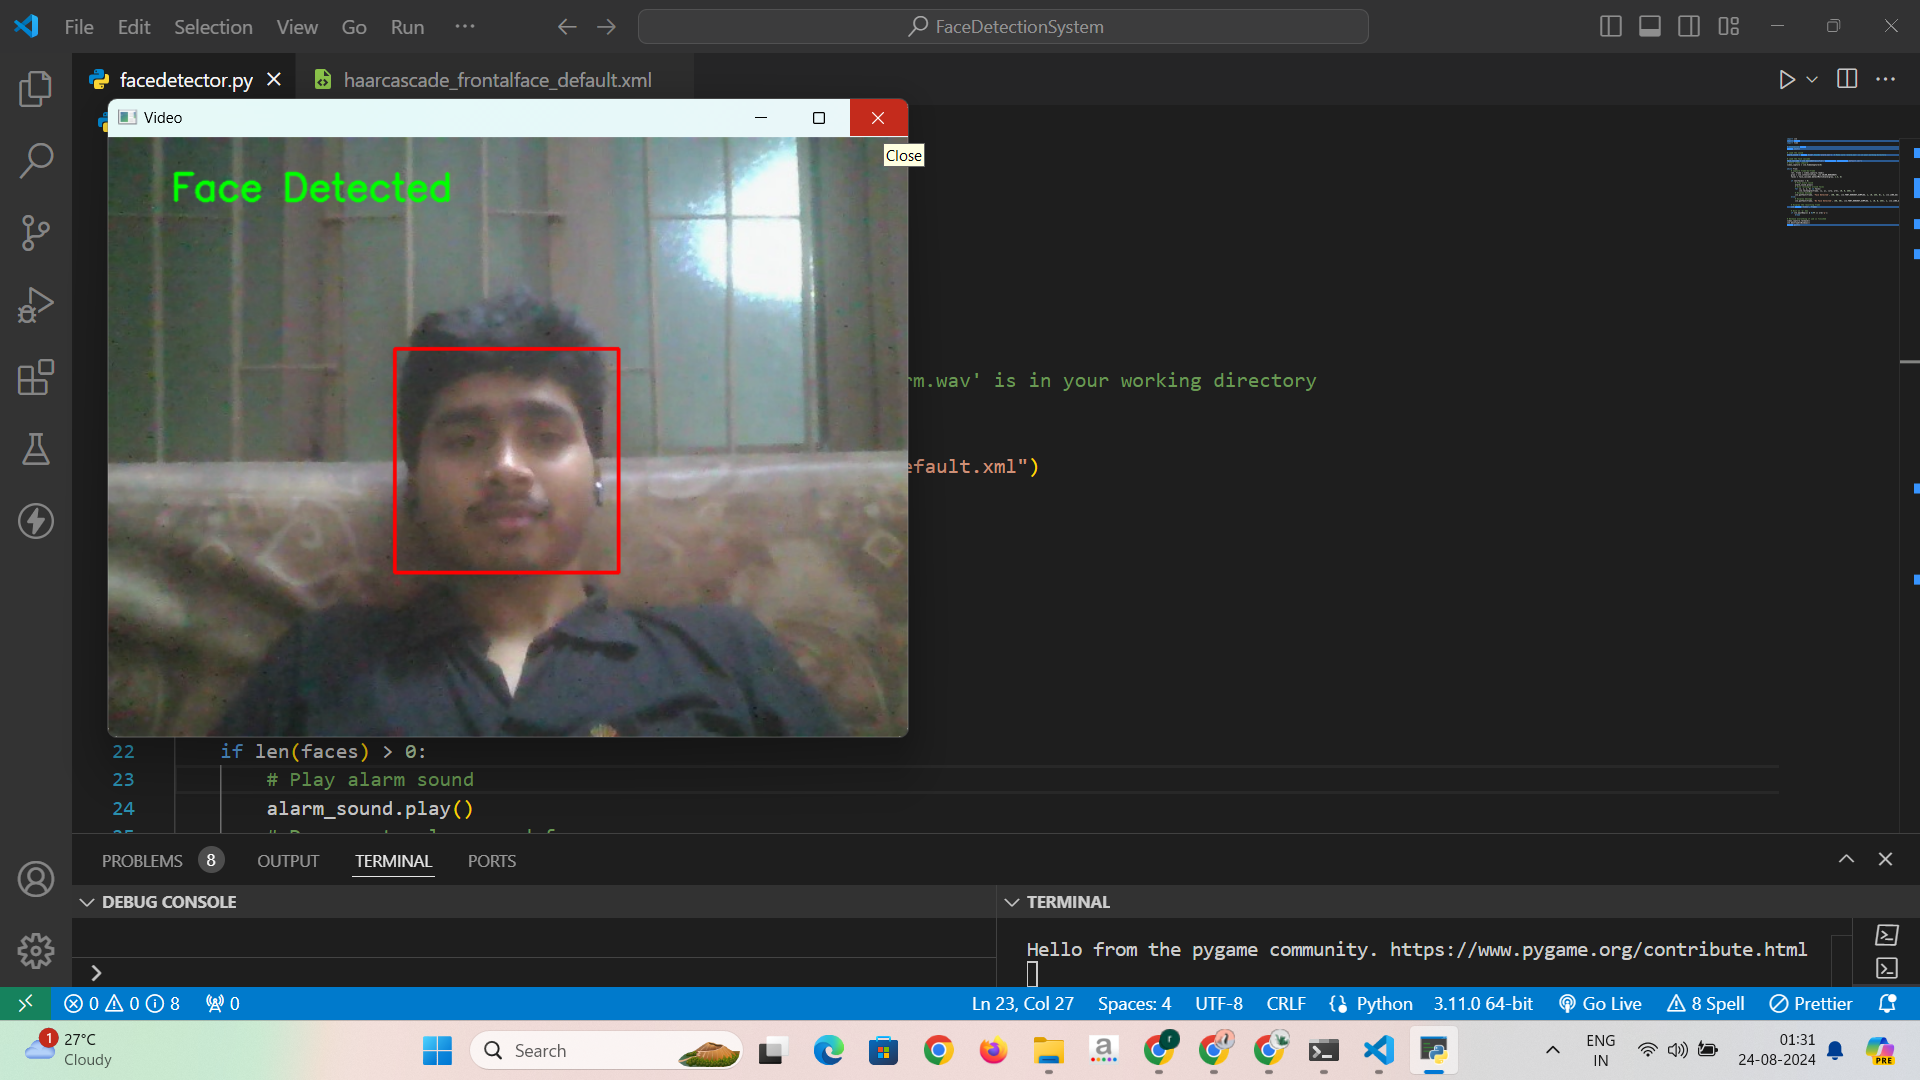 File Edit Selection View Go Run ...
FaceDetectionSystem
facedetector.py
haarcascade_frontalface_default.xml
Video
Close
Face Detected
rm.wav' is in your working directory
efault.xml")
22 if len(faces) > 0:
23 # Play alarm sound
24 alarm_sound.play()
PROBLEMS 8 OUTPUT TERMINAL PORTS
DEBUG CONSOLE
TERMINAL
Hello from the pygame community. https://www.pygame.org/contribute.html
0 0 8 0
Ln 23, Col 27 Spaces: 4 UTF-8 CRLF Python 3.11.0 64-bit Go Live 8 Spell Prettier
1
27°C
Cloudy
Search
a
r
PRE
ENG
IN
01:31
24-08-2024